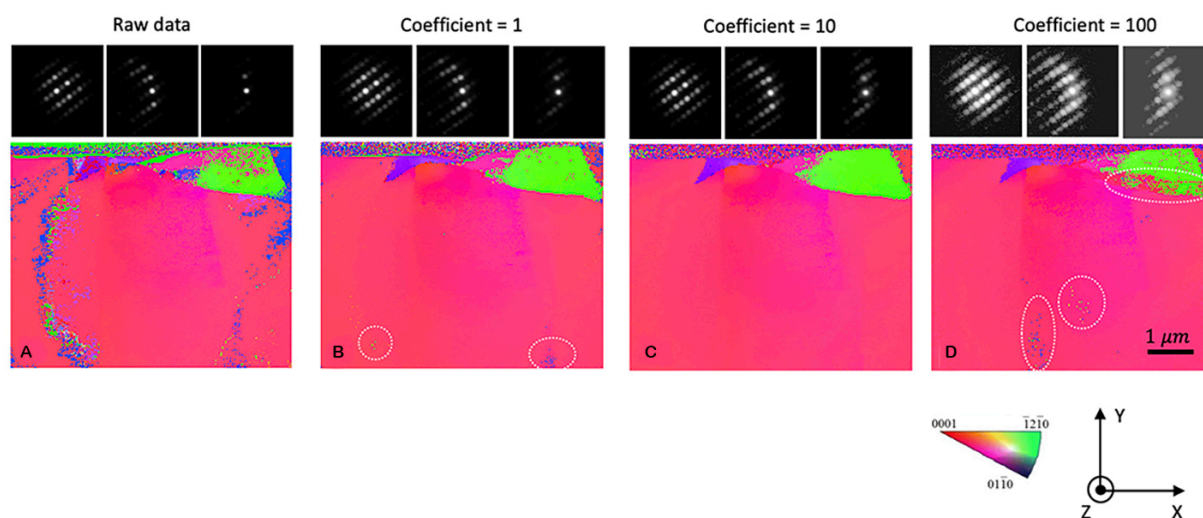 Raw data
Coefficient = 1
Coefficient = 10
Coefficient = 100
A
B
C
D
1 μm
0001
1̅21̅0
011̅0
Y
Z
X